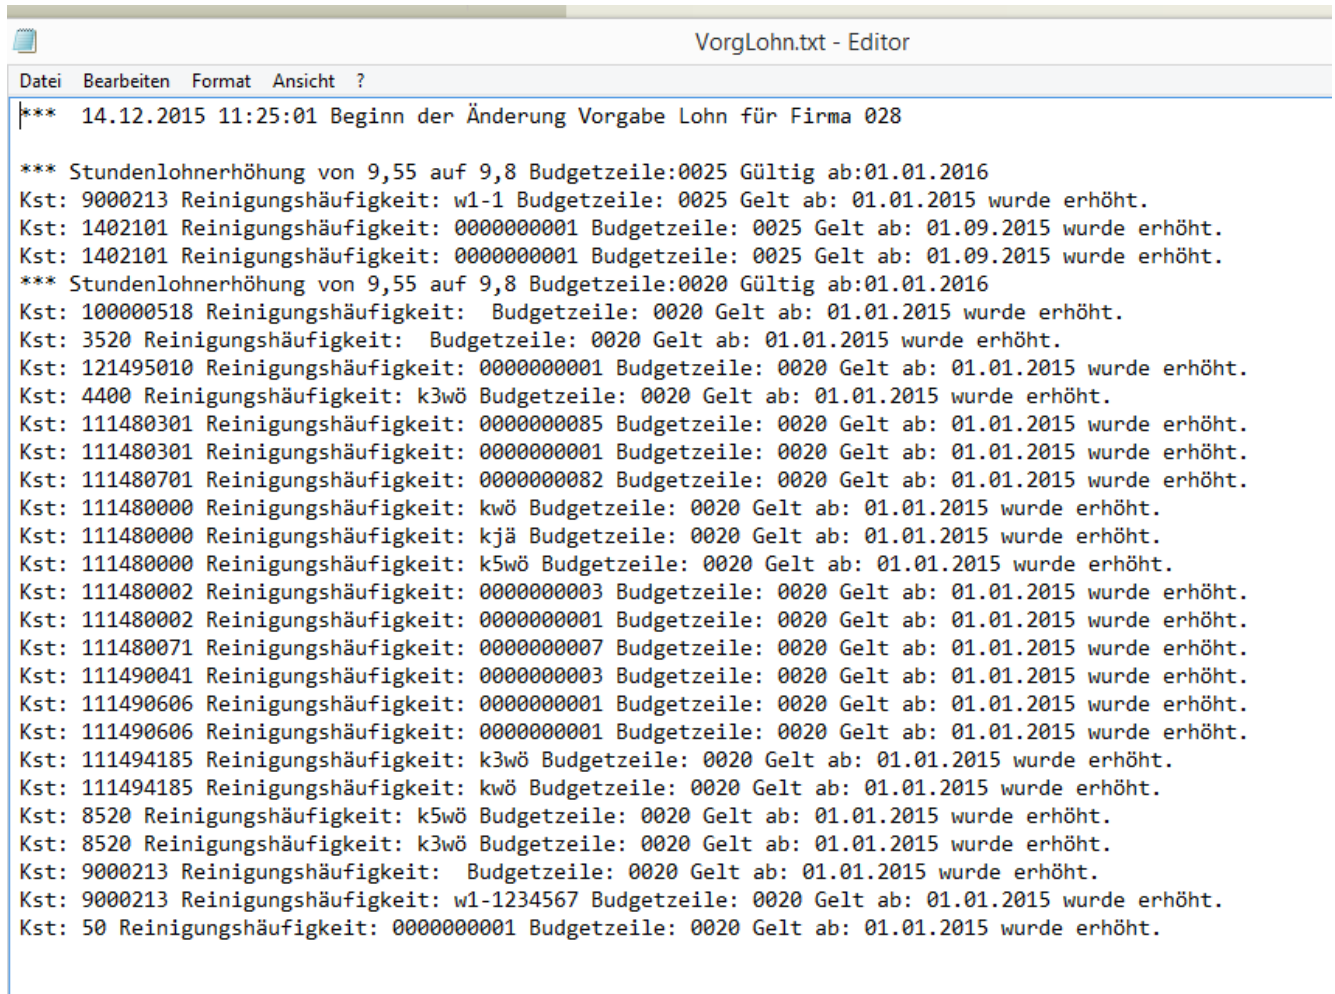 VorgLohn.txt - Editor
Datei Bearbeiten Format Ansicht ?
*** 14.12.2015 11:25:01 Beginn der Änderung Vorgabe Lohn für Firma 028
*** Stundenlohnerhöhung von 9,55 auf 9,8 Budgetzeile:0025 Gültig ab:01.01.2016
Kst: 9000213 Reinigungshäufigkeit: w1-1 Budgetzeile: 0025 Gelt ab: 01.01.2015 wurde erhöht.
Kst: 1402101 Reinigungshäufigkeit: 0000000001 Budgetzeile: 0025 Gelt ab: 01.09.2015 wurde erhöht.
Kst: 1402101 Reinigungshäufigkeit: 0000000001 Budgetzeile: 0025 Gelt ab: 01.09.2015 wurde erhöht.
*** Stundenlohnerhöhung von 9,55 auf 9,8 Budgetzeile:0020 Gültig ab:01.01.2016
Kst: 100000518 Reinigungshäufigkeit:  Budgetzeile: 0020 Gelt ab: 01.01.2015 wurde erhöht.
Kst: 3520 Reinigungshäufigkeit:  Budgetzeile: 0020 Gelt ab: 01.01.2015 wurde erhöht.
Kst: 121495010 Reinigungshäufigkeit: 0000000001 Budgetzeile: 0020 Gelt ab: 01.01.2015 wurde erhöht.
Kst: 4400 Reinigungshäufigkeit: k3wö Budgetzeile: 0020 Gelt ab: 01.01.2015 wurde erhöht.
Kst: 111480301 Reinigungshäufigkeit: 0000000085 Budgetzeile: 0020 Gelt ab: 01.01.2015 wurde erhöht.
Kst: 111480301 Reinigungshäufigkeit: 0000000001 Budgetzeile: 0020 Gelt ab: 01.01.2015 wurde erhöht.
Kst: 111480701 Reinigungshäufigkeit: 0000000082 Budgetzeile: 0020 Gelt ab: 01.01.2015 wurde erhöht.
Kst: 111480000 Reinigungshäufigkeit: kwö Budgetzeile: 0020 Gelt ab: 01.01.2015 wurde erhöht.
Kst: 111480000 Reinigungshäufigkeit: kjä Budgetzeile: 0020 Gelt ab: 01.01.2015 wurde erhöht.
Kst: 111480000 Reinigungshäufigkeit: k5wö Budgetzeile: 0020 Gelt ab: 01.01.2015 wurde erhöht.
Kst: 111480002 Reinigungshäufigkeit: 0000000003 Budgetzeile: 0020 Gelt ab: 01.01.2015 wurde erhöht.
Kst: 111480002 Reinigungshäufigkeit: 0000000001 Budgetzeile: 0020 Gelt ab: 01.01.2015 wurde erhöht.
Kst: 111480071 Reinigungshäufigkeit: 0000000007 Budgetzeile: 0020 Gelt ab: 01.01.2015 wurde erhöht.
Kst: 111490041 Reinigungshäufigkeit: 0000000003 Budgetzeile: 0020 Gelt ab: 01.01.2015 wurde erhöht.
Kst: 111490606 Reinigungshäufigkeit: 0000000001 Budgetzeile: 0020 Gelt ab: 01.01.2015 wurde erhöht.
Kst: 111490606 Reinigungshäufigkeit: 0000000001 Budgetzeile: 0020 Gelt ab: 01.01.2015 wurde erhöht.
Kst: 111494185 Reinigungshäufigkeit: k3wö Budgetzeile: 0020 Gelt ab: 01.01.2015 wurde erhöht.
Kst: 111494185 Reinigungshäufigkeit: kwö Budgetzeile: 0020 Gelt ab: 01.01.2015 wurde erhöht.
Kst: 8520 Reinigungshäufigkeit: k5wö Budgetzeile: 0020 Gelt ab: 01.01.2015 wurde erhöht.
Kst: 8520 Reinigungshäufigkeit: k3wö Budgetzeile: 0020 Gelt ab: 01.01.2015 wurde erhöht.
Kst: 9000213 Reinigungshäufigkeit:  Budgetzeile: 0020 Gelt ab: 01.01.2015 wurde erhöht.
Kst: 9000213 Reinigungshäufigkeit: w1-1234567 Budgetzeile: 0020 Gelt ab: 01.01.2015 wurde erhöht.
Kst: 50 Reinigungshäufigkeit: 0000000001 Budgetzeile: 0020 Gelt ab: 01.01.2015 wurde erhöht.